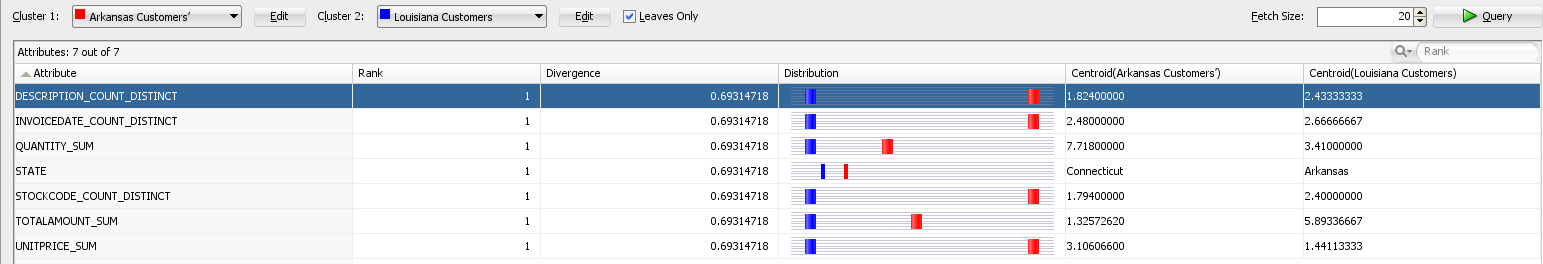 Cluster 1: Arkansas Customers' Edit Cluster 2: Louisiana Customers Edit Leaves Only Fetch Size: 20 Query
Attributes: 7 out of 7 Rank
Attribute Rank Divergence Distribution Centroid(Arkansas Customers') Centroid(Louisiana Customers)
DESCRIPTION_COUNT_DISTINCT 1 0.69314718 1.82400000 2.43333333
INVOICEDATE_COUNT_DISTINCT 1 0.69314718 2.48000000 2.66666667
QUANTITY_SUM 1 0.69314718 7.71800000 3.41000000
STATE 1 0.69314718 Connecticut Arkansas
STOCKCODE_COUNT_DISTINCT 1 0.69314718 1.79400000 2.40000000
TOTALAMOUNT_SUM 1 0.69314718 1.32572620 5.89336667
UNITPRICE_SUM 1 0.69314718 3.10606600 1.44113333